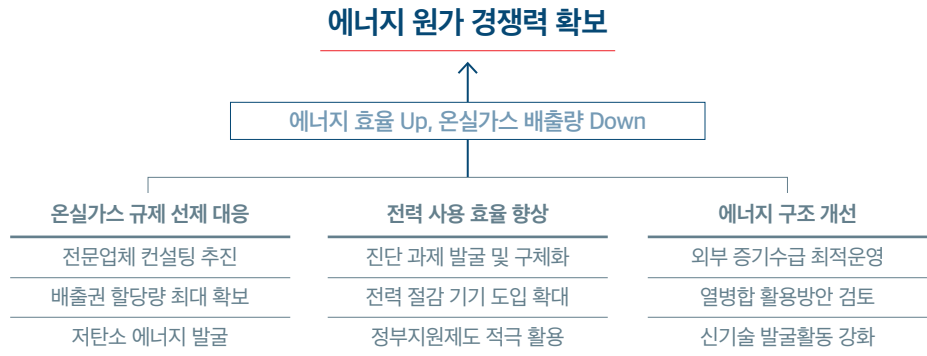 에너지 원가 경쟁력 확보
에너지 효율 Up, 온실가스 배출량 Down
온실가스 규제 선제 대응
전문업체 컨설팅 추진
배출권 할당량 최대 확보
저탄소 에너지 발굴
전력 사용 효율 향상
진단 과제 발굴 및 구체화
전력 절감 기기 도입 확대
정부지원제도 적극 활용
에너지 구조 개선
외부 증기수급 최적운영
열병합 활용방안 검토
신기술 발굴활동 강화